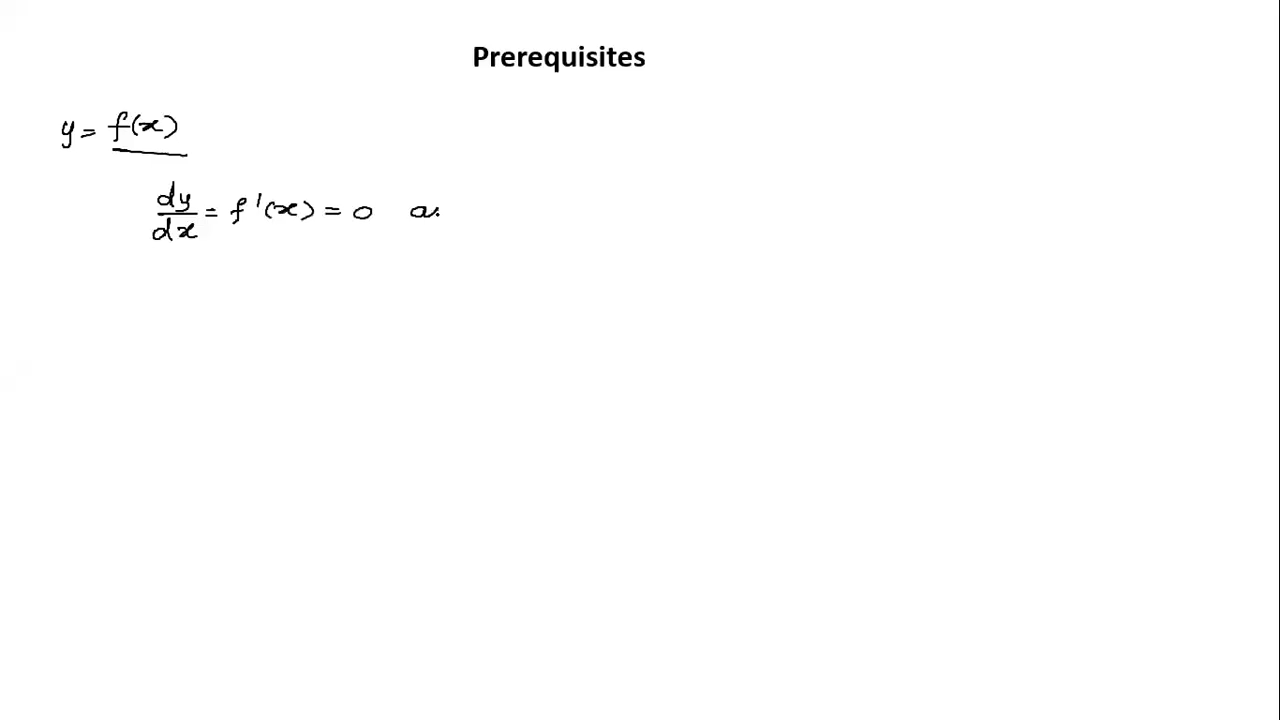 Prerequisites
y = f(x)
dy/dx = f'(x) = 0 a